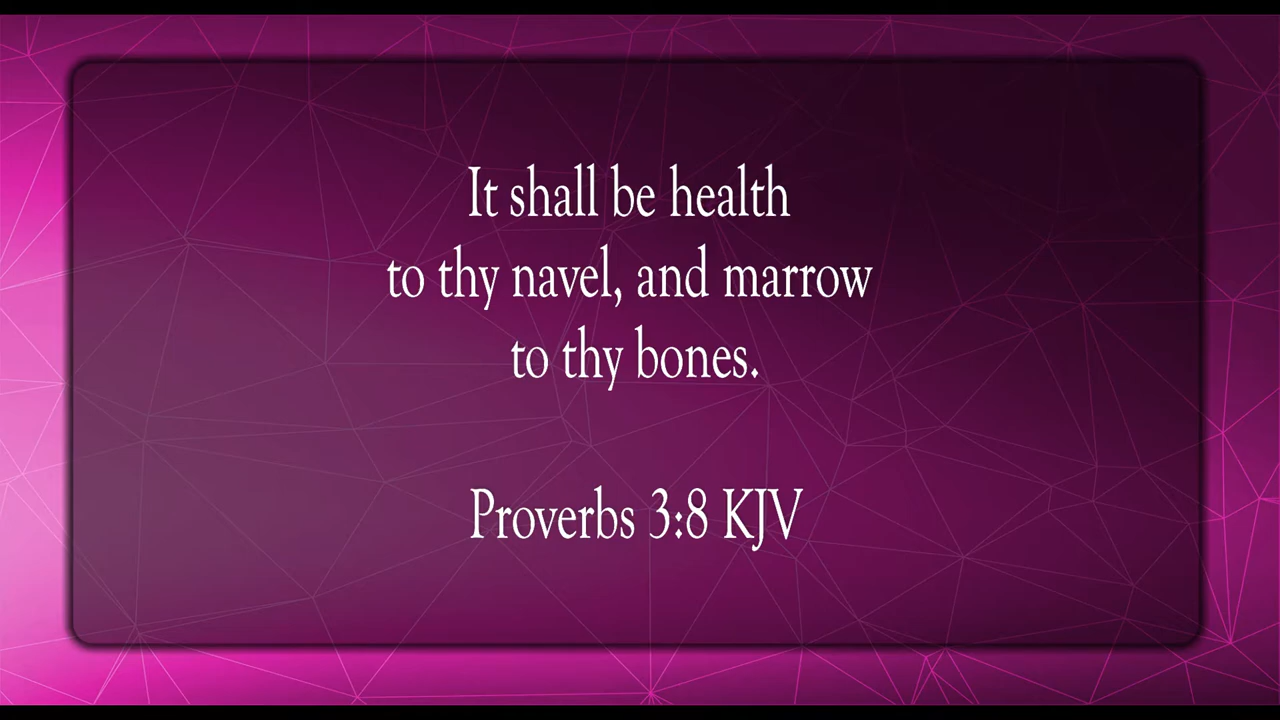 It shall be health
to thy navel, and marrow
to thy bones.
Proverbs 3:8 KJV